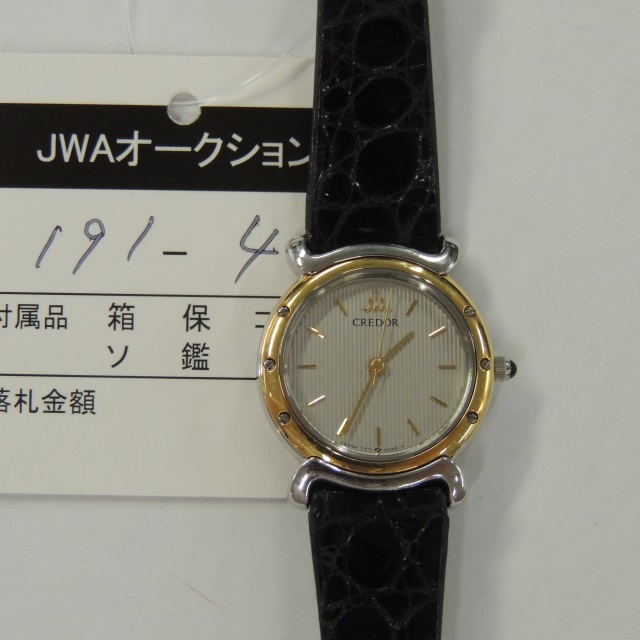 JWAオークション
191-4
付属品 箱 保 コ
ソ 鑑
落札金額
CREDOR